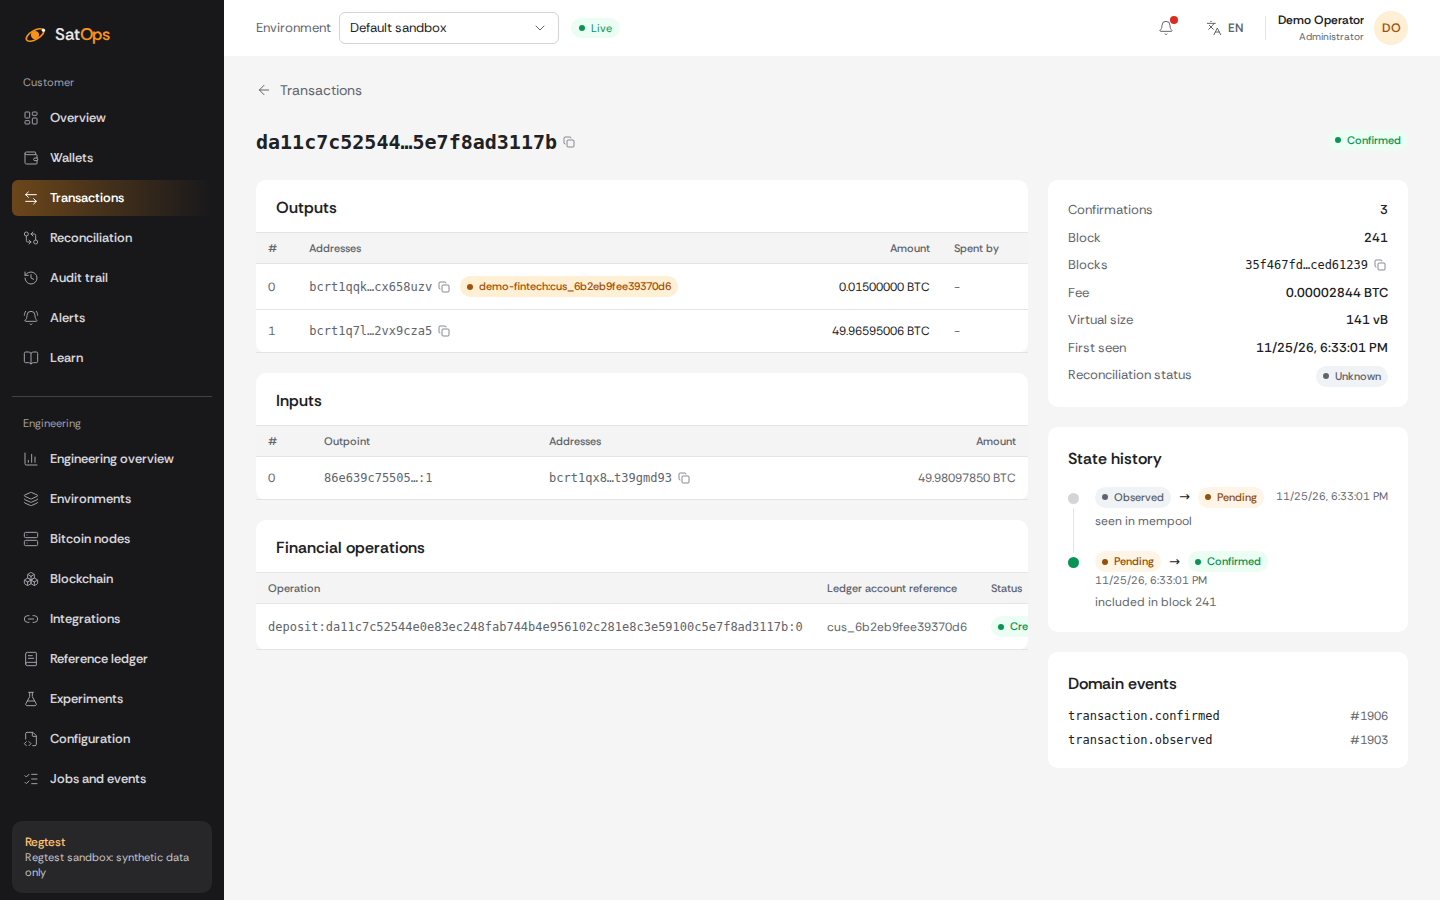 SatOps
Customer
Overview
Wallets
Transactions
Reconciliation
Audit trail
Alerts
Learn
Engineering
Engineering overview
Environments
Bitcoin nodes
Blockchain
Integrations
Reference ledger
Experiments
Configuration
Jobs and events
Regtest
Regtest sandbox: synthetic data
only
Environment Default sandbox Live
EN Demo Operator DO
Administrator
Transactions
da11c7c52544…5e7f8ad3117b Confirmed
Outputs
# Addresses Amount Spent by
0 bcrt1qqk…cx658uzv demo-fintech:cus_6b2eb9fee39370d6 0.01500000 BTC –
1 bcrt1q7l…2vx9cza5 49.96595006 BTC –
Inputs
# Outpoint Addresses Amount
0 86e639c75505…:1 bcrt1qx8…t39gmd93 49.98097850 BTC
Financial operations
Operation Ledger account reference Status
deposit:da11c7c52544e0e83ec248fab744b4e956102c281e8c3e59100c5e7f8ad3117b:0 cus_6b2eb9fee39370d6 Cre
Confirmations 3
Block 241
Blocks 35f467fd…ced61239
Fee 0.00002844 BTC
Virtual size 141 vB
First seen 11/25/26, 6:33:01 PM
Reconciliation status Unknown
State history
Observed → Pending 11/25/26, 6:33:01 PM
seen in mempool
Pending → Confirmed
11/25/26, 6:33:01 PM
included in block 241
Domain events
transaction.confirmed #1906
transaction.observed #1903